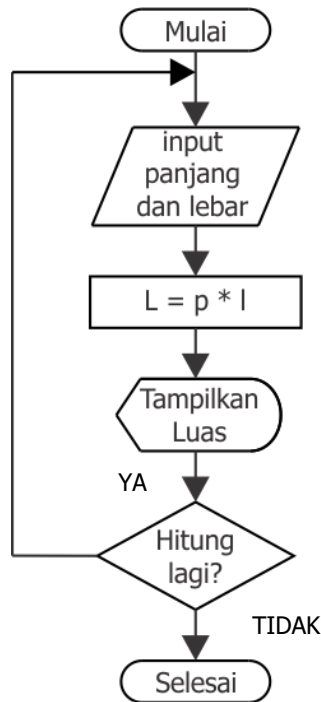 Mulai
input
panjang
dan lebar
L = p * l
Tampilkan
Luas
YA
Hitung
lagi?
TIDAK
Selesai